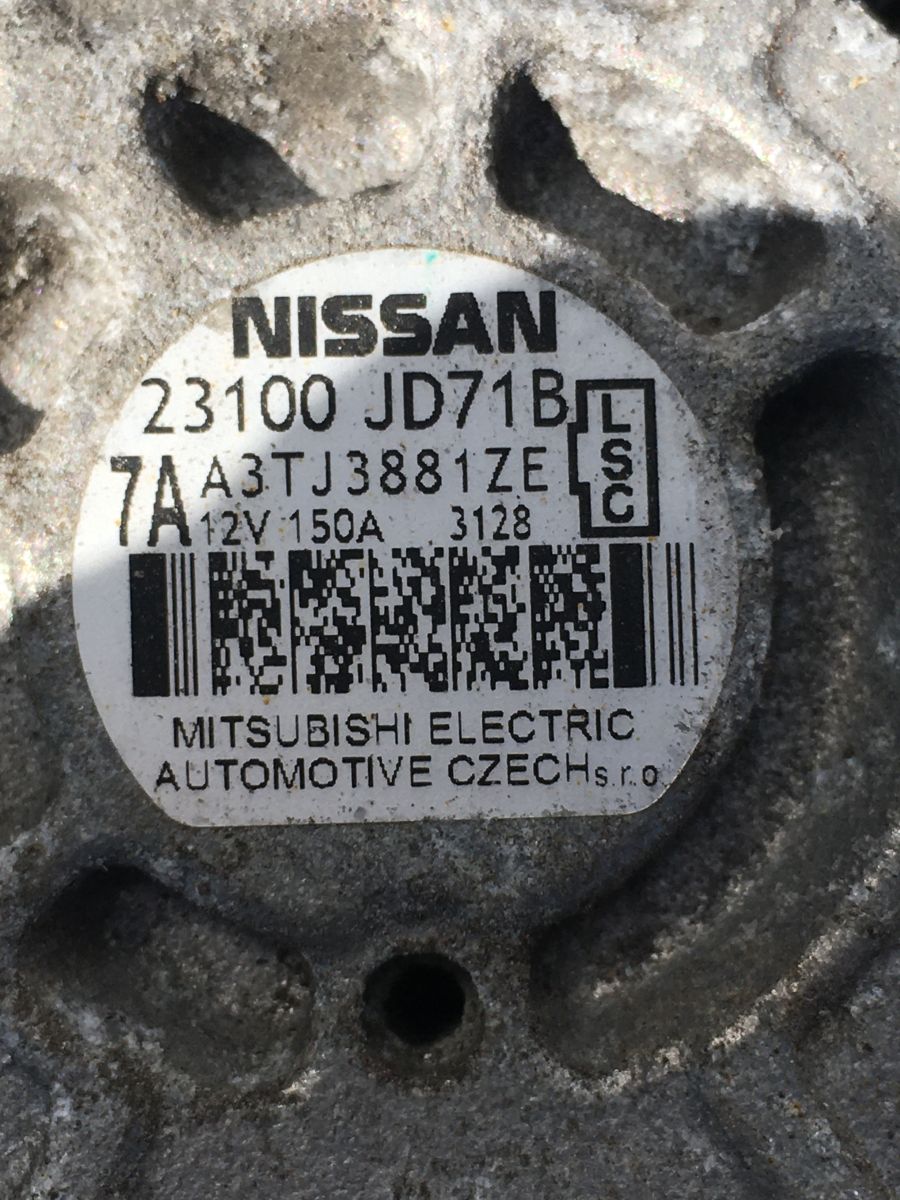 NISSAN
23100 JD71B
LSC
7A A3TJ3881ZE
12V 150A 3128
MITSUBISHI ELECTRIC
AUTOMOTIVE CZECH s.r.o